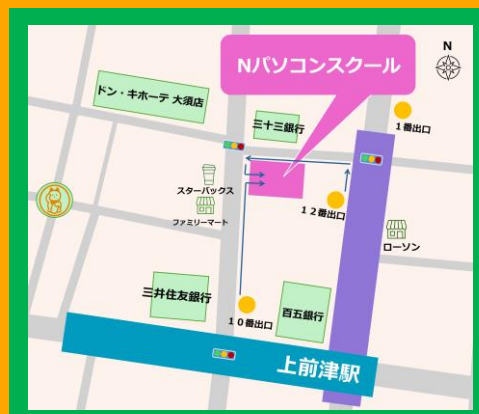 N
Nパソコンスクール
ドン・キホーテ 大須店
三十三銀行
1番出口
スターバックス
ファミリーマート
12番出口
ローソン
三井住友銀行
10番出口
百五銀行
上前津駅